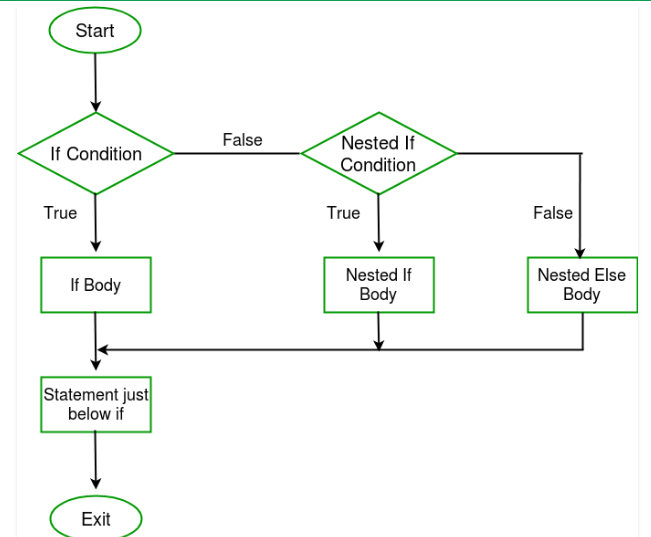 Start
If Condition
False
Nested If
Condition
True
True
False
If Body
Nested If
Body
Nested Else
Body
Statement just
below if
Exit